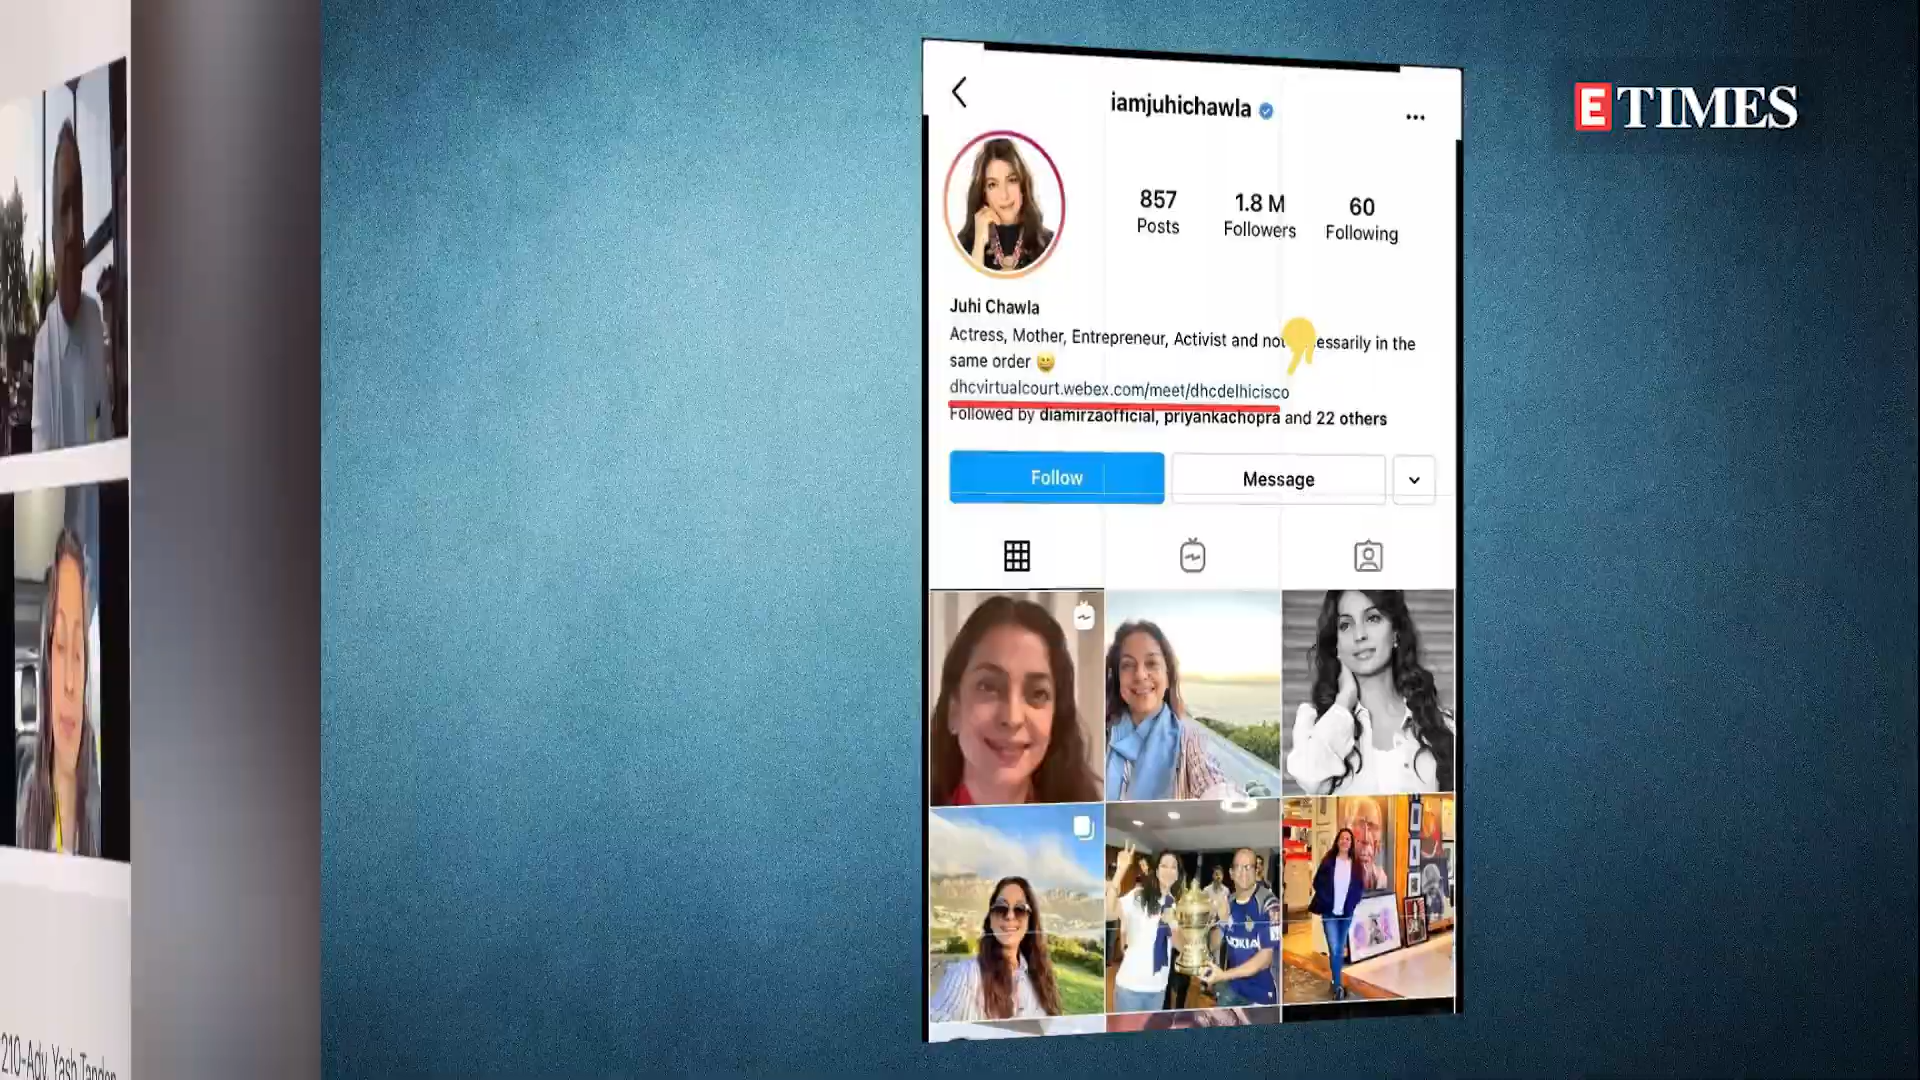 ETIMES
iamjuhichawla
857
1.8 M
60
Posts
Followers
Following
Juhi Chawla
Actress, Mother, Entrepreneur, Activist and not essarily in the
same order 😄
dhcvirtualcourt.webex.com/meet/dhcdelhicisco
Followed by diamirzaofficial, priyankachopra and 22 others
Follow
Message
NOKIA
210-Adv. Yash Tandon